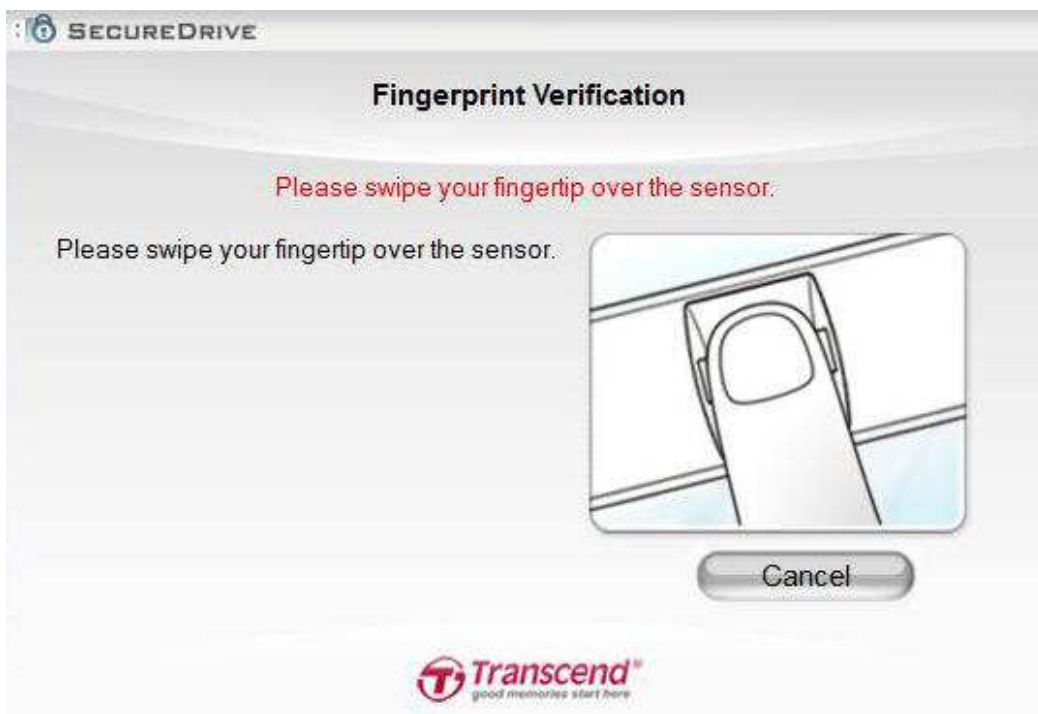 SECUREDRIVE
Fingerprint Verification
Please swipe your fingertip over the sensor.
Please swipe your fingertip over the sensor.
Cancel
Transcend®
good memories start here